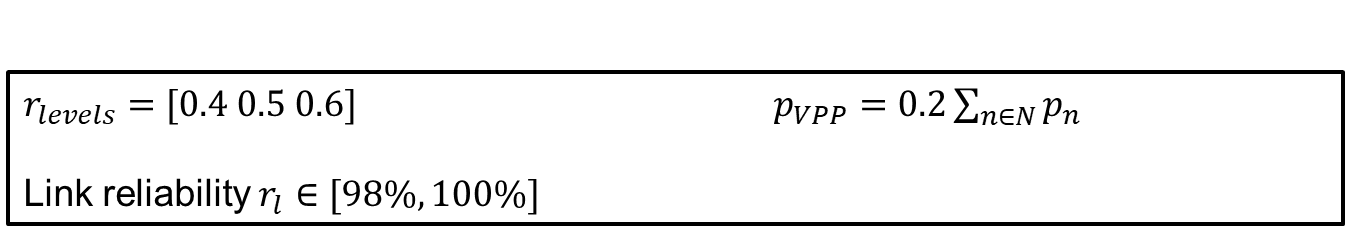 r_levels = [0.4 0.5 0.6]
p_VPP = 0.2 ∑_{n∈N} p_n
Link reliability r_l ∈ [98%, 100%]